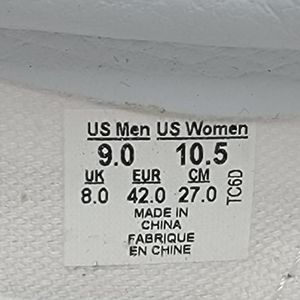 US Men US Women
9.0 10.5
UK EUR CM
8.0 42.0 27.0
MADE IN
CHINA
FABRIQUE
EN CHINE
TC6D